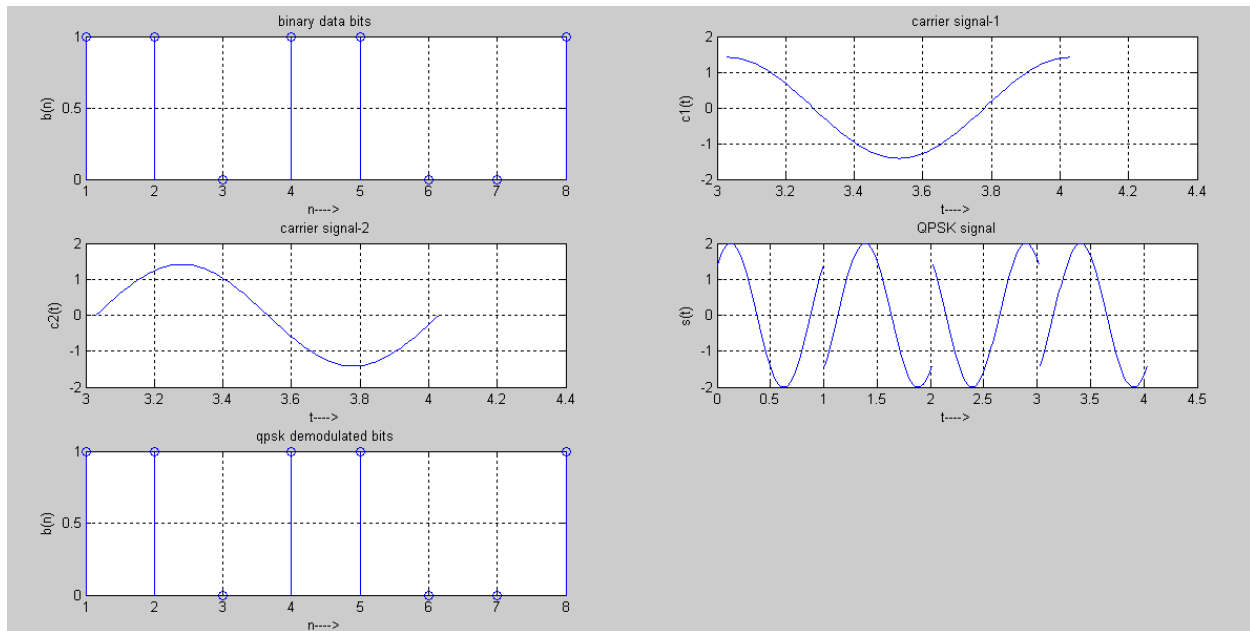 binary data bits
1
0.5
0
b(n)
1 2 3 4 5 6 7 8
n---->
carrier signal-1
2
1
0
-1
-2
c1(t)
3 3.2 3.4 3.6 3.8 4 4.2 4.4
t---->
carrier signal-2
2
1
0
-1
-2
c2(t)
3 3.2 3.4 3.6 3.8 4 4.2 4.4
t---->
QPSK signal
2
1
0
-1
-2
s(t)
0 0.5 1 1.5 2 2.5 3 3.5 4 4.5
t---->
qpsk demodulated bits
1
0.5
0
b(n)
1 2 3 4 5 6 7 8
n---->